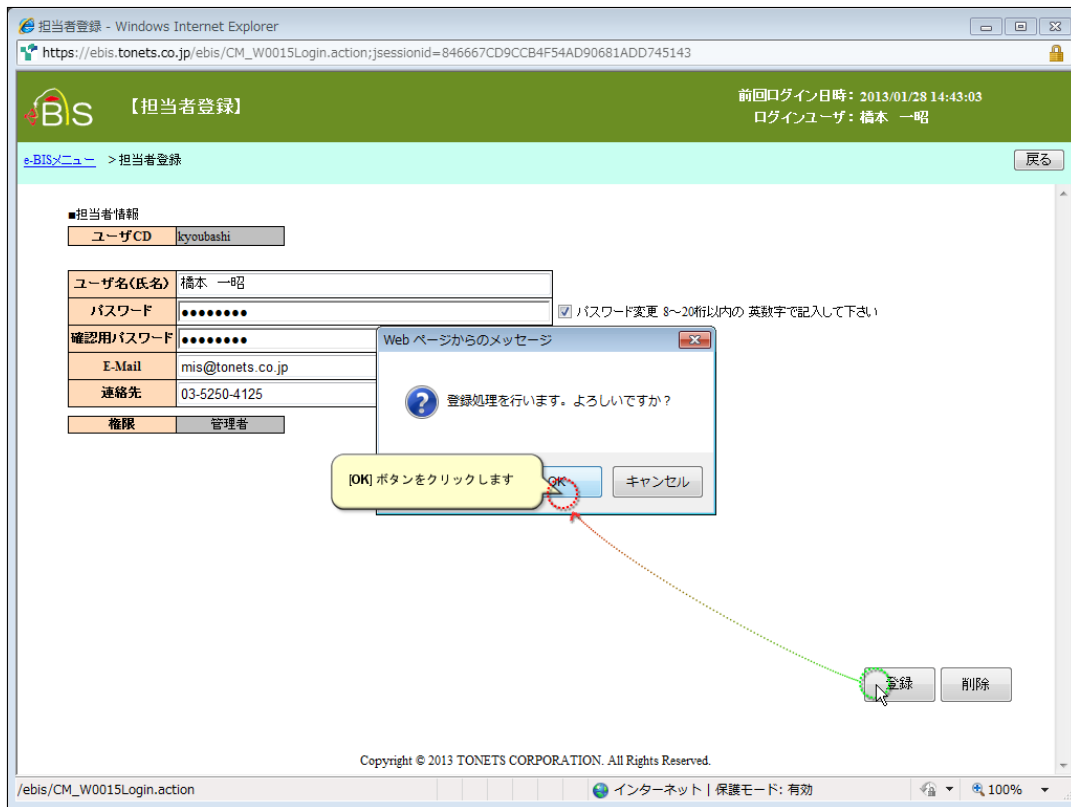 担当者登録 - Windows Internet Explorer
https://ebis.tonets.co.jp/ebis/CM_W0015Login.action;jsessionid=846667CD9CCB4F54AD90681ADD745143
eBIS 【担当者登録】 前回ログイン日時：2013/01/28 14:43:03
ログインユーザ：橋本　一昭
e-BISメニュー ＞担当者登録 戻る
■担当者情報
ユーザCD kyoubashi
ユーザ名(氏名) 橋本　一昭
パスワード ●●●●●●●● パスワード変更 8～20桁以内の 英数字で記入して下さい
確認用パスワード ●●●●●●●●
Web ページからのメッセージ
E-Mail mis@tonets.co.jp
連絡先 03-5250-4125
登録処理を行います。よろしいですか？
権限 管理者
[OK] ボタンをクリックします
OK キャンセル
登録 削除
Copyright © 2013 TONETS CORPORATION. All Rights Reserved.
/ebis/CM_W0015Login.action インターネット | 保護モード: 有効 100%